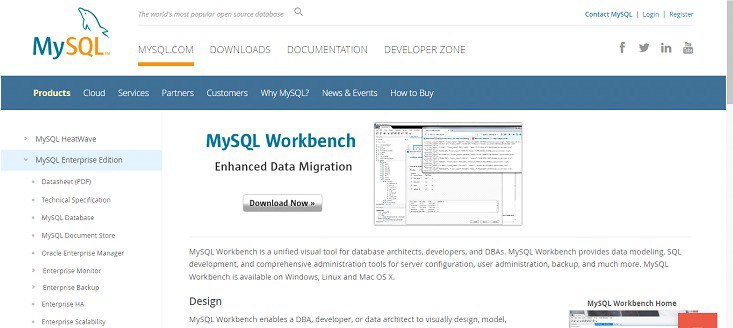 The world's most popular open source database
Contact MySQL | Login | Register
MySQL
MYSQL.COM DOWNLOADS DOCUMENTATION DEVELOPER ZONE
Products Cloud Services Partners Customers Why MySQL? News & Events How to Buy
MySQL HeatWave
MySQL Enterprise Edition
Datasheet (PDF)
Technical Specification
MySQL Database
MySQL Document Store
Oracle Enterprise Manager
Enterprise Monitor
Enterprise Backup
Enterprise HA
Enterprise Scalability
MySQL Workbench
Enhanced Data Migration
Download Now »
MySQL Workbench is a unified visual tool for database architects, developers, and DBAs. MySQL Workbench provides data modeling, SQL
development, and comprehensive administration tools for server configuration, user administration, backup, and much more. MySQL
Workbench is available on Windows, Linux and Mac OS X.
Design
MySQL Workbench enables a DBA, developer, or data architect to visually design, model,
MySQL Workbench Home